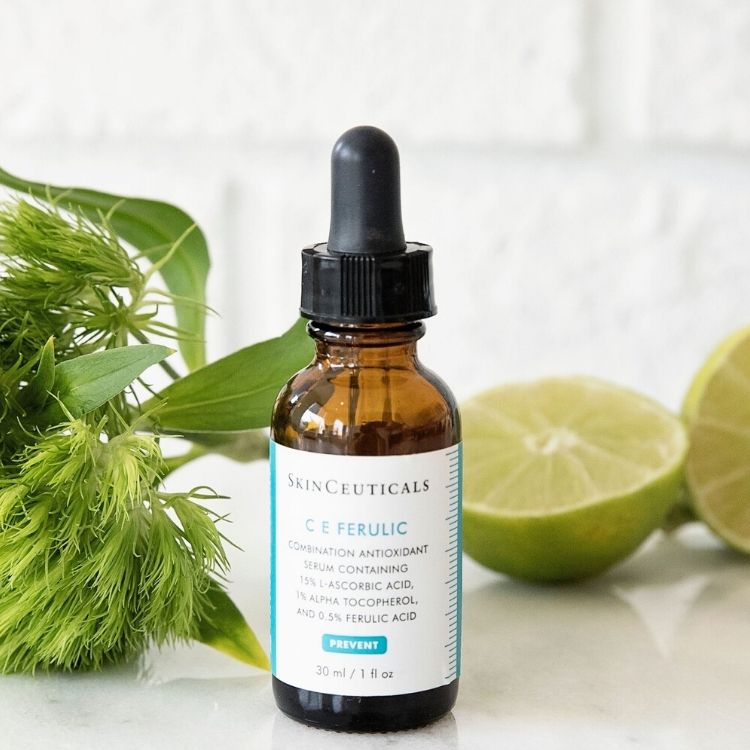 SKINCEUTICALS
C E FERULIC
COMBINATION ANTIOXIDANT
SERUM CONTAINING
15% L-ASCORBIC ACID,
1% ALPHA TOCOPHEROL,
AND 0.5% FERULIC ACID
PREVENT
30 ml / 1 fl oz